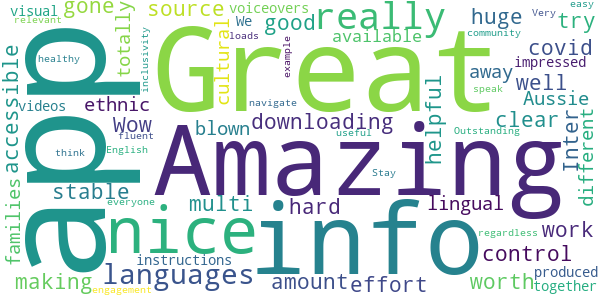 visual
gone
source
voiceovers
We
good
really
huge
try
relevant
available
covid
Very
easy
community
healthy
inclusivity
totally
cultural
loads
example
Great
away
impressed
accessible
videos
ethnic
navigate
well
Aussie
Wow
blown
downloading
helpful
clear
different
app
fluent
useful
Outstanding
speak
think
English
Amazing
Inter
Stay
stable
families
everyone
nice
multi
hard
lingual
regardless
info
control
work
instructions
languages
making
engagement
amount
effort
worth
produced
together